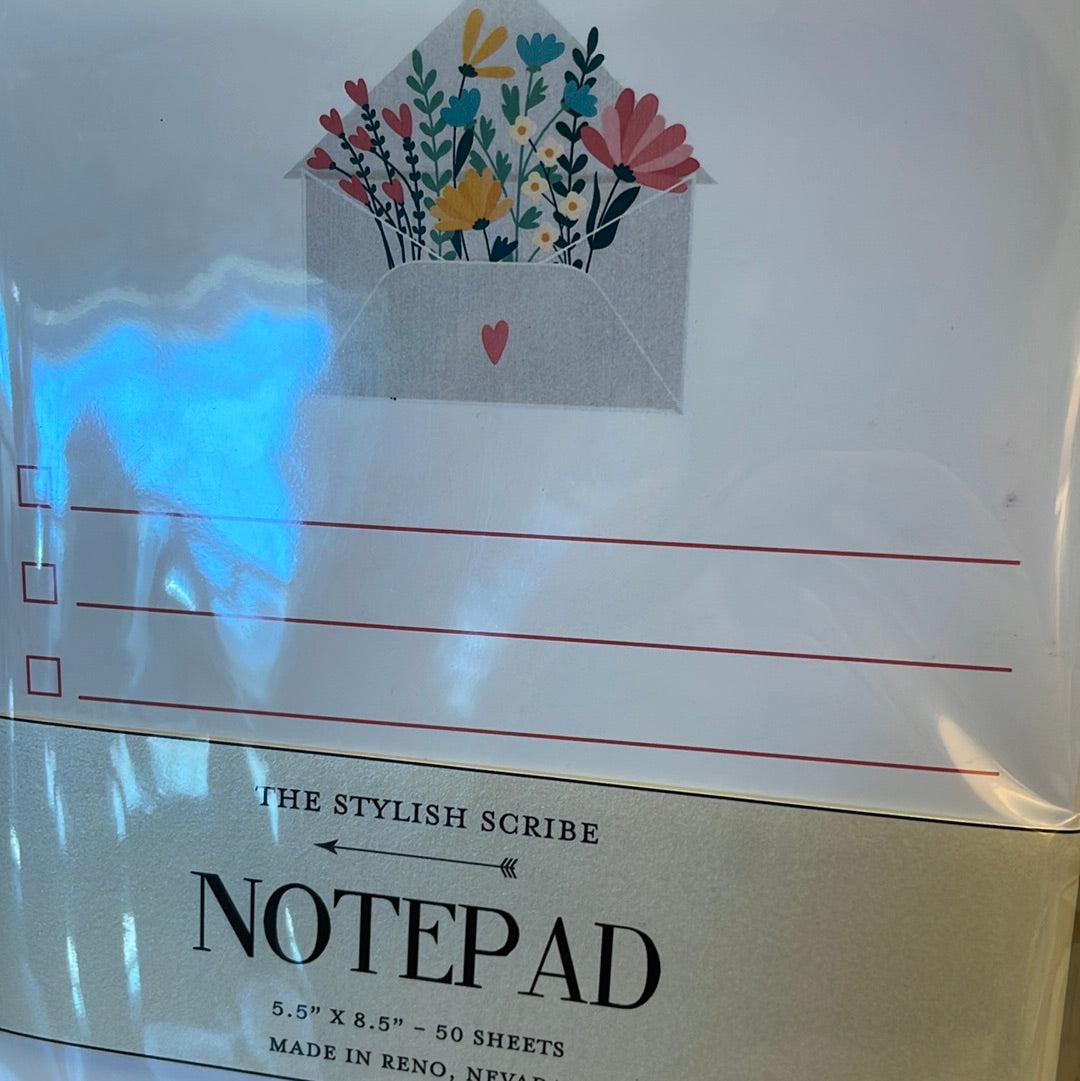 THE STYLISH SCRIBE
NOTEPAD
5.5” X 8.5” – 50 SHEETS
MADE IN RENO,